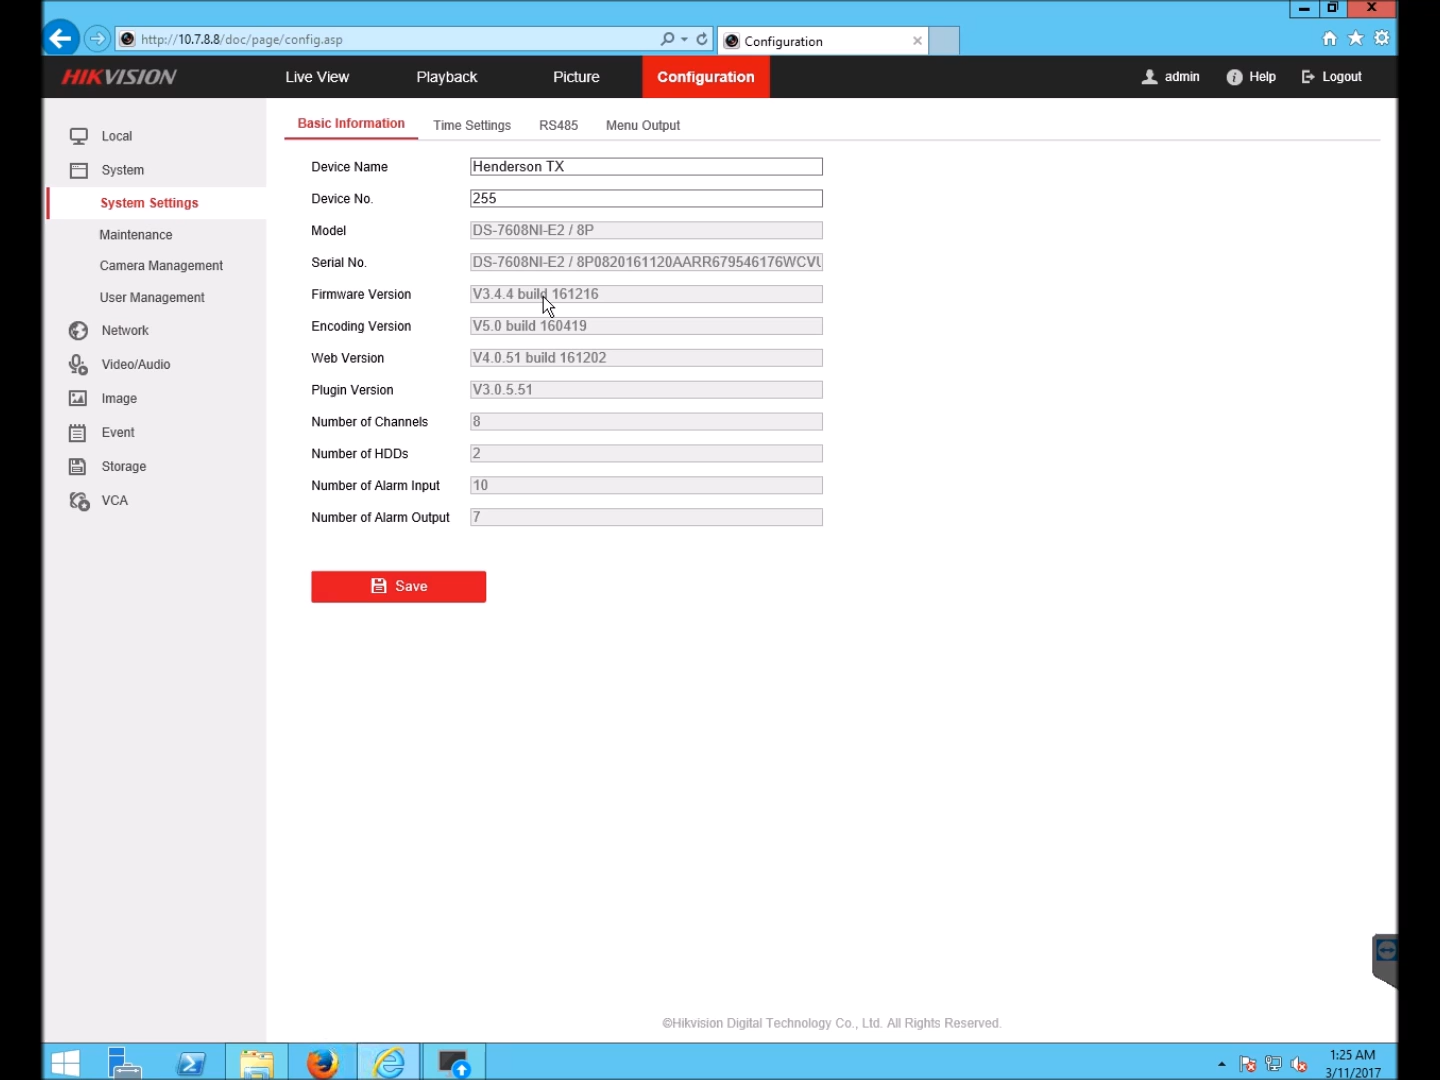 http://10.7.8.8/doc/page/config.asp
Configuration
HIKVISION
Live View
Playback
Picture
Configuration
admin
Help
Logout
Local
System
System Settings
Maintenance
Camera Management
User Management
Network
Video/Audio
Image
Event
Storage
VCA
Basic Information
Time Settings
RS485
Menu Output
Device Name Henderson TX
Device No. 255
Model DS-7608NI-E2 / 8P
Serial No. DS-7608NI-E2 / 8P0820161120AARR679546176WCVU
Firmware Version V3.4.4 build 161216
Encoding Version V5.0 build 160419
Web Version V4.0.51 build 161202
Plugin Version V3.0.5.51
Number of Channels 8
Number of HDDs 2
Number of Alarm Input 10
Number of Alarm Output 7
Save
©Hikvision Digital Technology Co., Ltd. All Rights Reserved.
1:25 AM
3/11/2017